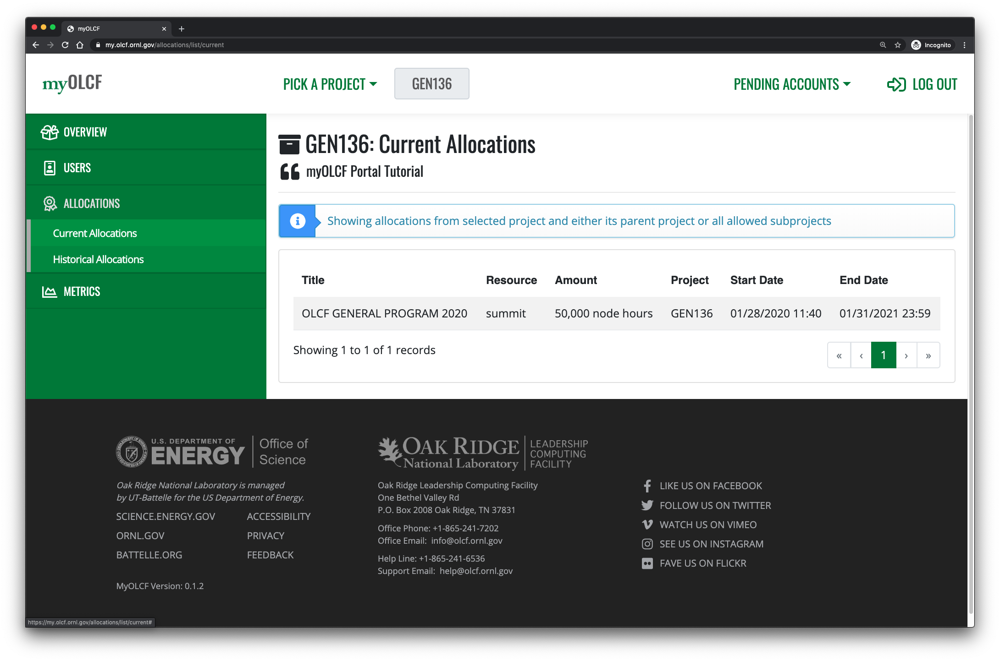 myOLCF
my.olcf.ornl.gov/allocations/list/current
Incognito
myOLCF
PICK A PROJECT
GEN136
PENDING ACCOUNTS
LOG OUT
OVERVIEW
USERS
ALLOCATIONS
Current Allocations
Historical Allocations
METRICS
GEN136: Current Allocations
myOLCF Portal Tutorial
Showing allocations from selected project and either its parent project or all allowed subprojects
Title Resource Amount Project Start Date End Date
OLCF GENERAL PROGRAM 2020 summit 50,000 node hours GEN136 01/28/2020 11:40 01/31/2021 23:59
Showing 1 to 1 of 1 records
« ‹ 1 › »
U.S. DEPARTMENT OF
ENERGY
Office of
Science
Oak Ridge National Laboratory is managed
by UT-Battelle for the US Department of Energy.
SCIENCE.ENERGY.GOV
ACCESSIBILITY
ORNL.GOV
PRIVACY
BATTELLE.ORG
FEEDBACK
MyOLCF Version: 0.1.2
OAK RIDGE
National Laboratory
LEADERSHIP
COMPUTING
FACILITY
Oak Ridge Leadership Computing Facility
One Bethel Valley Rd
P.O. Box 2008 Oak Ridge, TN 37831
Office Phone: +1-865-241-7202
Office Email: info@olcf.ornl.gov
Help Line: +1-865-241-6536
Support Email: help@olcf.ornl.gov
LIKE US ON FACEBOOK
FOLLOW US ON TWITTER
WATCH US ON VIMEO
SEE US ON INSTAGRAM
FAVE US ON FLICKR
https://my.olcf.ornl.gov/allocations/list/current#